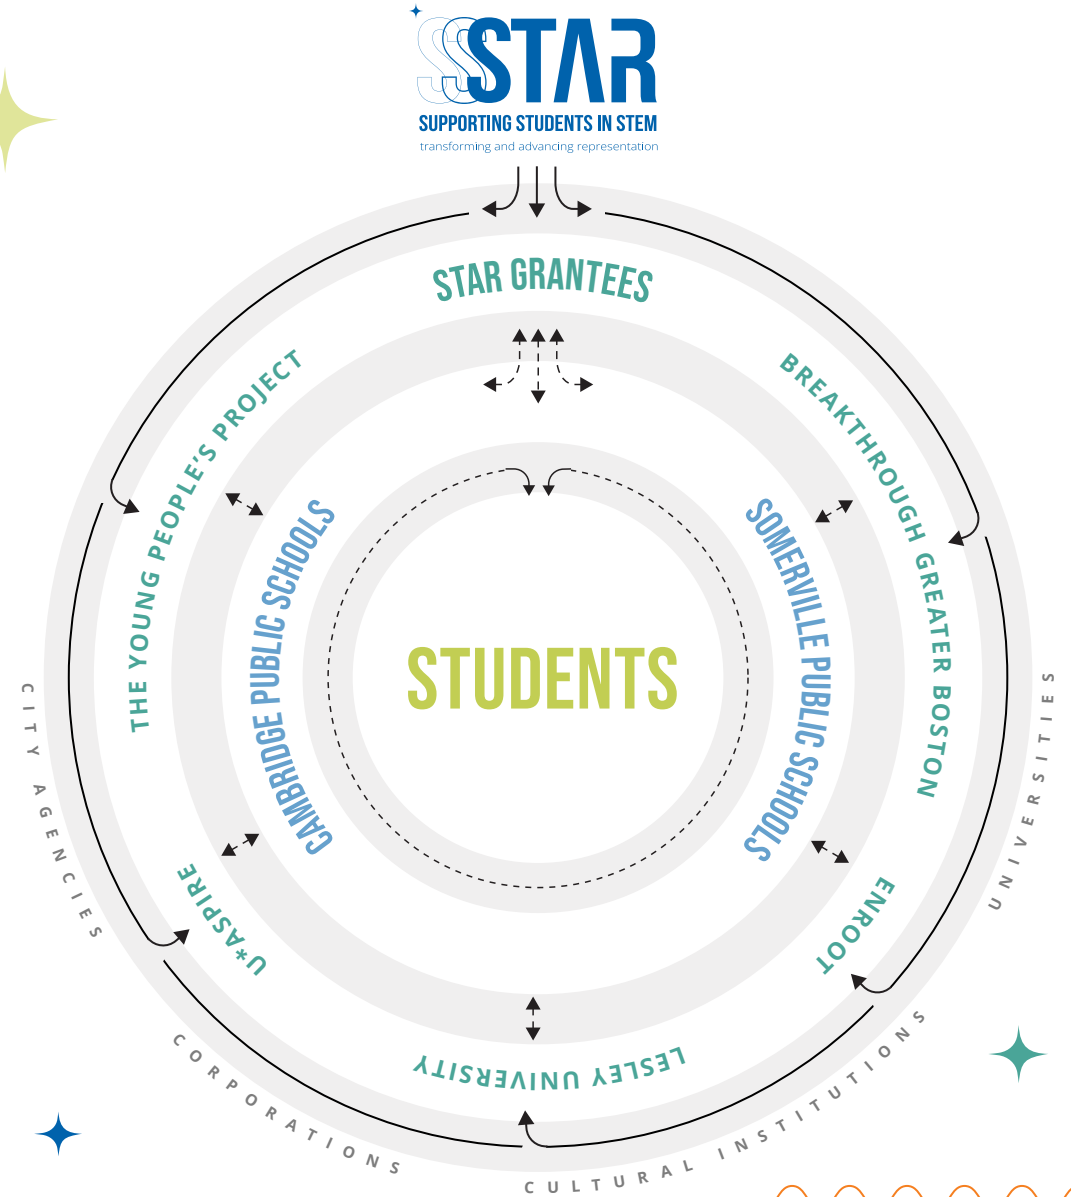 SSSTAR
SUPPORTING STUDENTS IN STEM
transforming and advancing representation
STAR GRANTEES
THE YOUNG PEOPLE'S PROJECT
BREAKTHROUGH GREATER BOSTON
CAMBRIDGE PUBLIC SCHOOLS
SOMERVILLE PUBLIC SCHOOLS
STUDENTS
U*ASPIRE
ENROOT
LESLEY UNIVERSITY
CITY AGENCIES
CORPORATIONS
CULTURAL INSTITUTIONS
UNIVERSITIES